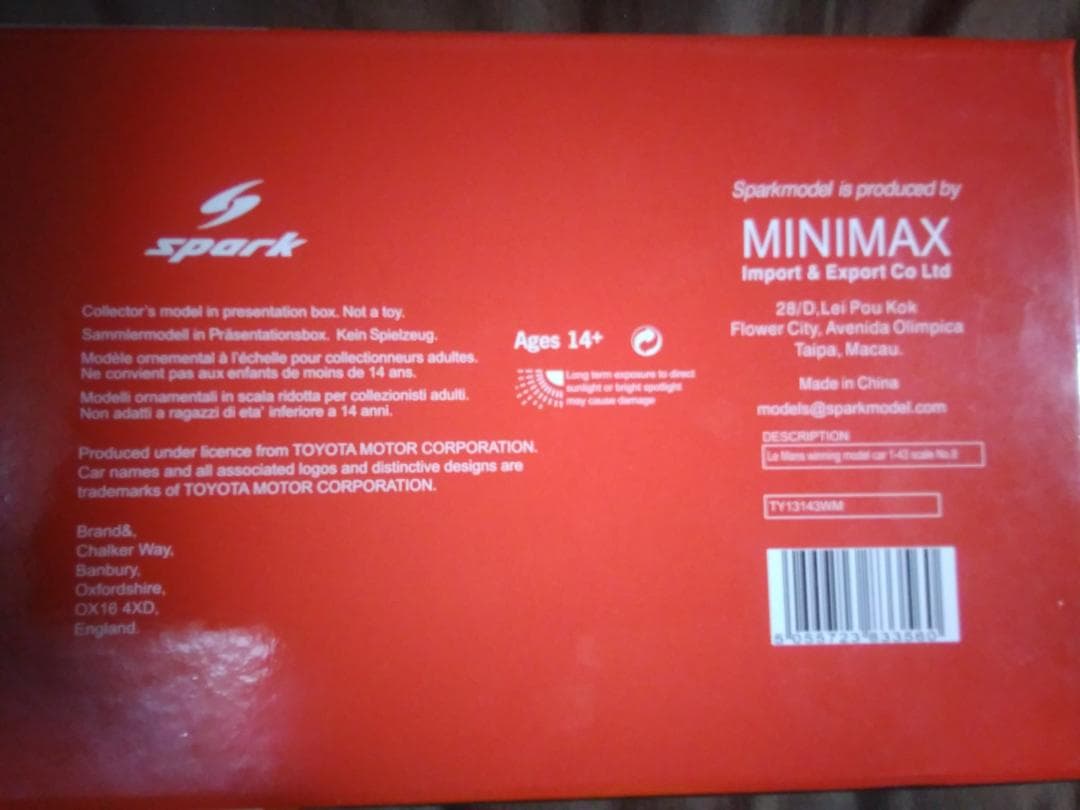 spark
Collector's model in presentation box. Not a toy.
Sammlermodell in Präsentationsbox. Kein Spielzeug.
Modèle ornemental à l'échelle pour collectionneurs adultes.
Ne convient pas aux enfants de moins de 14 ans.
Modelli ornamentali in scala ridotta per collezionisti adulti.
Non adatti a ragazzi di eta' inferiore a 14 anni.
Produced under licence from TOYOTA MOTOR CORPORATION.
Car names and all associated logos and distinctive designs are
trademarks of TOYOTA MOTOR CORPORATION.
Brand&,
Chalker Way,
Banbury,
Oxfordshire,
OX16 4XD,
England.
Ages 14+
Long term exposure to direct
sunlight or bright spotlight
may cause damage
Sparkmodel is produced by
MINIMAX
Import & Export Co Ltd
28/D,Lei Pou Kok
Flower City, Avenida Olimpica
Taipa, Macau.
Made in China
models@sparkmodel.com
DESCRIPTION
Le Mans winning model car 1-43 scale No.8
TY13143WM
5 055723 833560